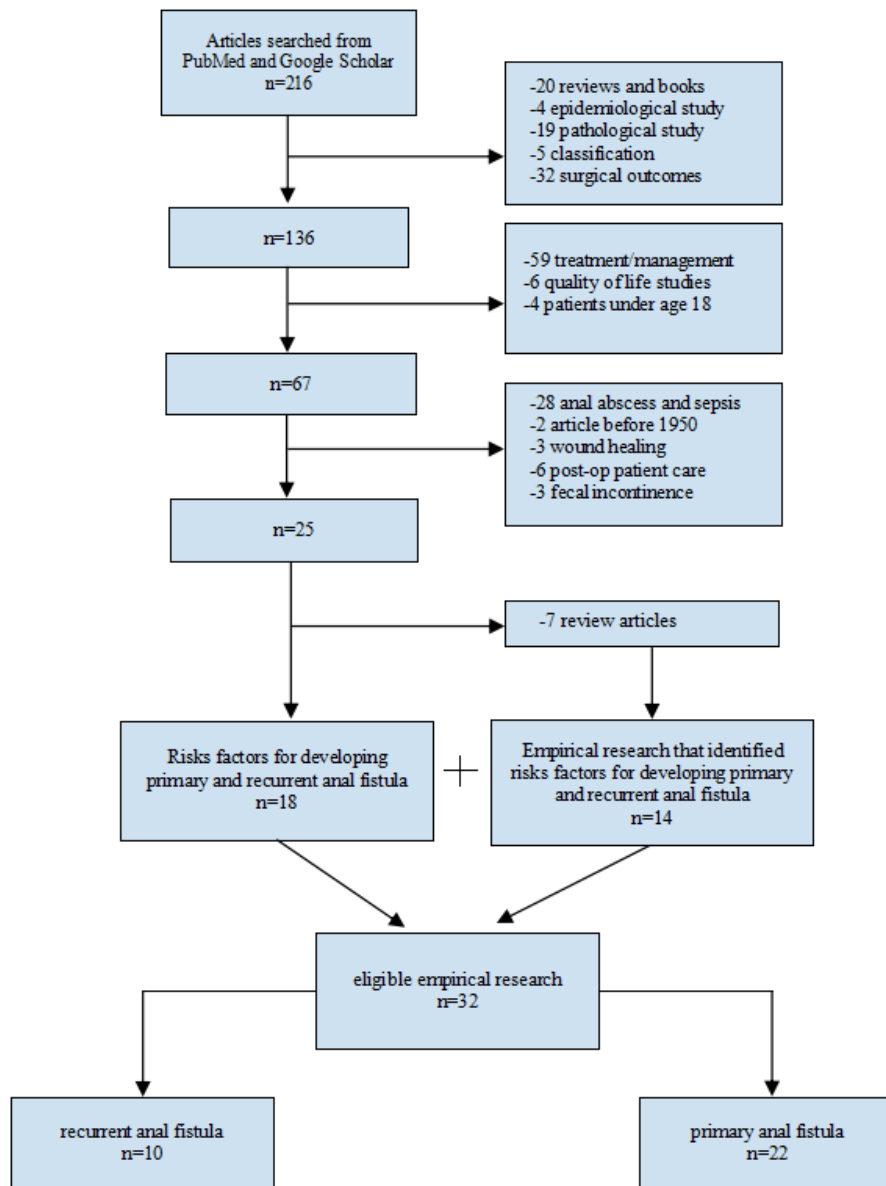 Articles searched from
PubMed and Google Scholar
n=216
-20 reviews and books
-4 epidemiological study
-19 pathological study
-5 classification
-32 surgical outcomes
n=136
-59 treatment/management
-6 quality of life studies
-4 patients under age 18
n=67
-28 anal abscess and sepsis
-2 article before 1950
-3 wound healing
-6 post-op patient care
-3 fecal incontinence
n=25
-7 review articles
Risks factors for developing
primary and recurrent anal fistula
n=18
+
Empirical research that identified
risks factors for developing primary
and recurrent anal fistula
n=14
eligible empirical research
n=32
recurrent anal fistula
n=10
primary anal fistula
n=22